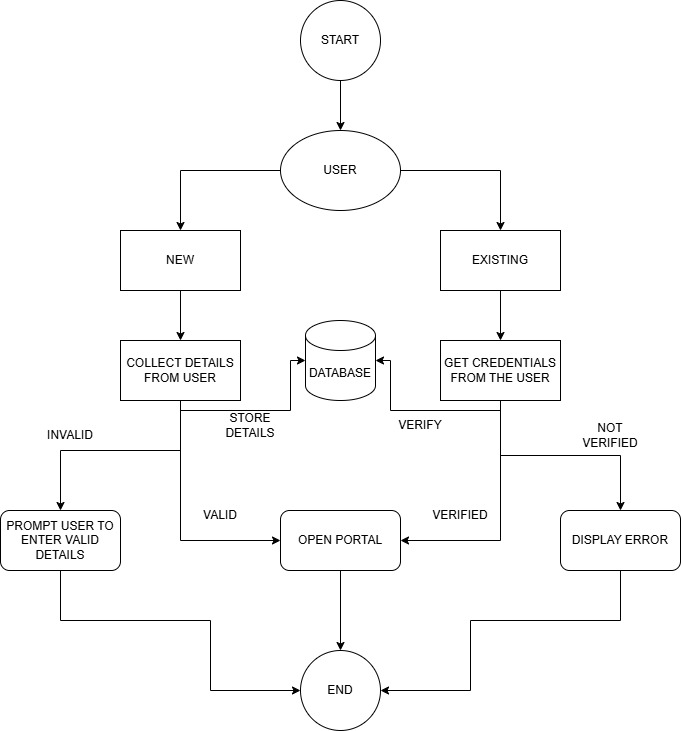 START
USER
NEW
EXISTING
COLLECT DETAILS
FROM USER
DATABASE
GET CREDENTIALS
FROM THE USER
STORE
DETAILS
VERIFY
INVALID
NOT
VERIFIED
VALID
VERIFIED
PROMPT USER TO
ENTER VALID
DETAILS
OPEN PORTAL
DISPLAY ERROR
END